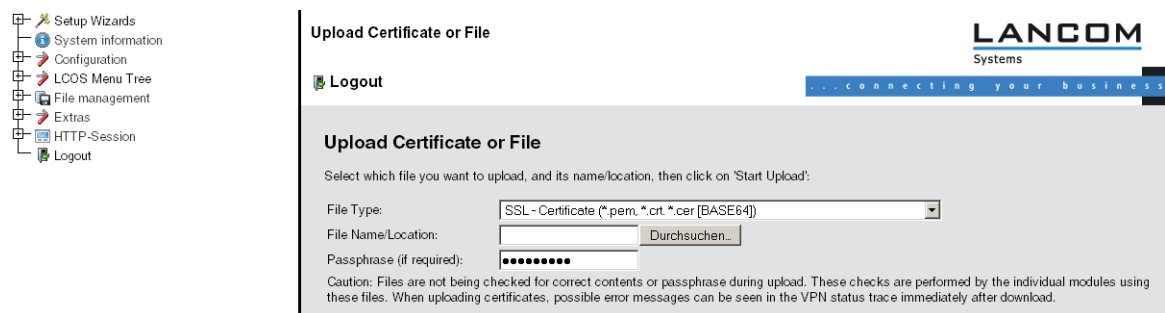 Setup Wizards
System information
Configuration
LCOS Menu Tree
File management
Extras
HTTP-Session
Logout
Upload Certificate or File
LANCOM
Systems
Logout
...connecting your business
Upload Certificate or File
Select which file you want to upload, and its name/location, then click on 'Start Upload':
File Type: SSL - Certificate (*.pem, *.crt. *.cer [BASE64])
File Name/Location: Durchsuchen...
Passphrase (if required): ●●●●●●●●●
Caution: Files are not being checked for correct contents or passphrase during upload. These checks are performed by the individual modules using
these files. When uploading certificates, possible error messages can be seen in the VPN status trace immediately after download.